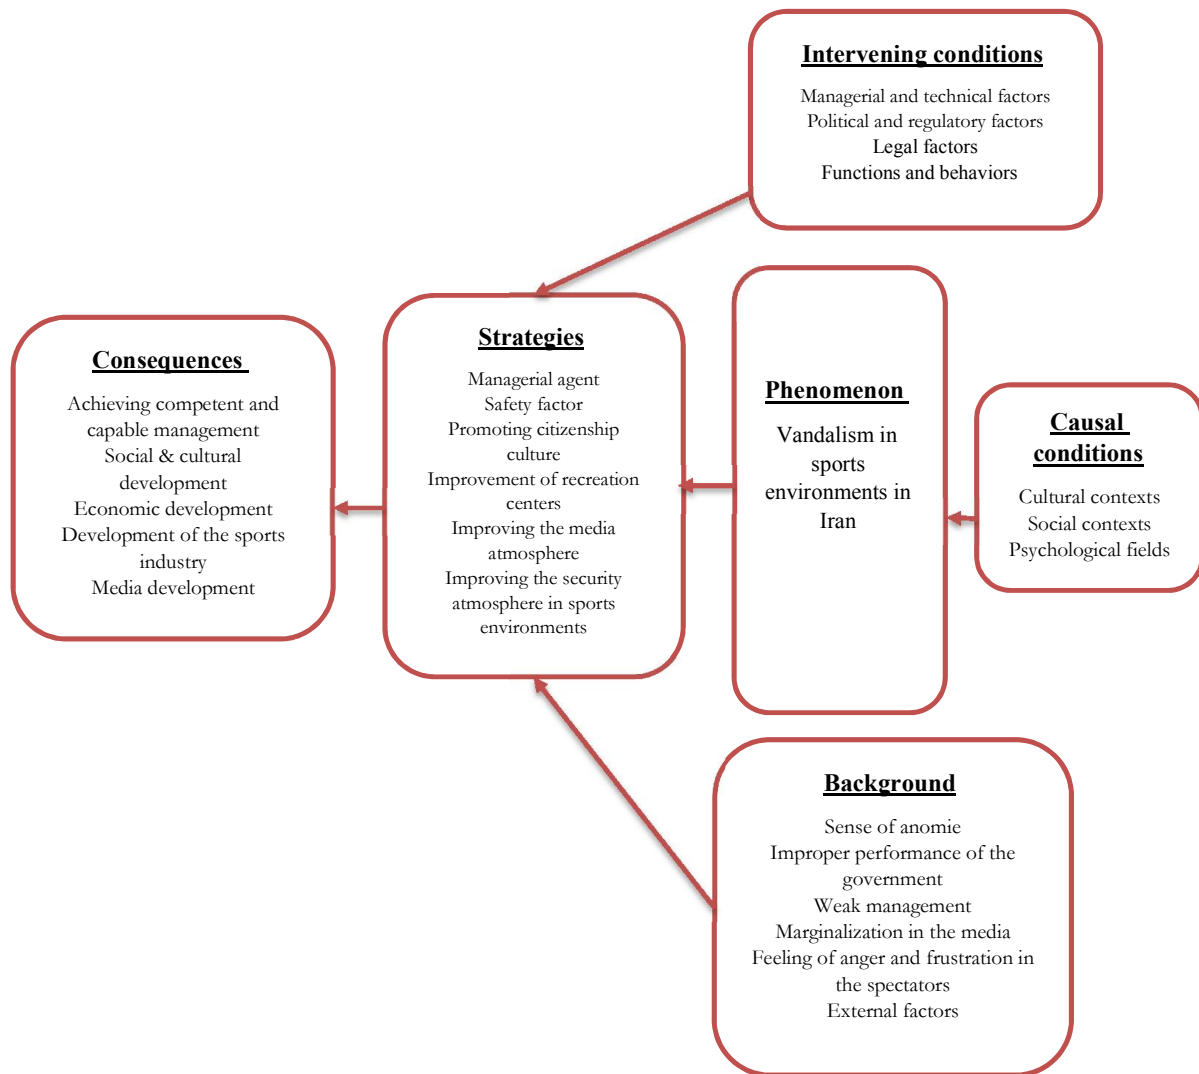 Intervening conditions
Managerial and technical factors
Political and regulatory factors
Legal factors
Functions and behaviors
Consequences
Achieving competent and
capable management
Social & cultural
development
Economic development
Development of the sports
industry
Media development
Strategies
Managerial agent
Safety factor
Promoting citizenship
culture
Improvement of recreation
centers
Improving the media
atmosphere
Improving the security
atmosphere in sports
environments
Phenomenon
Vandalism in
sports
environments in
Iran
Causal
conditions
Cultural contexts
Social contexts
Psychological fields
Background
Sense of anomie
Improper performance of the
government
Weak management
Marginalization in the media
Feeling of anger and frustration in
the spectators
External factors